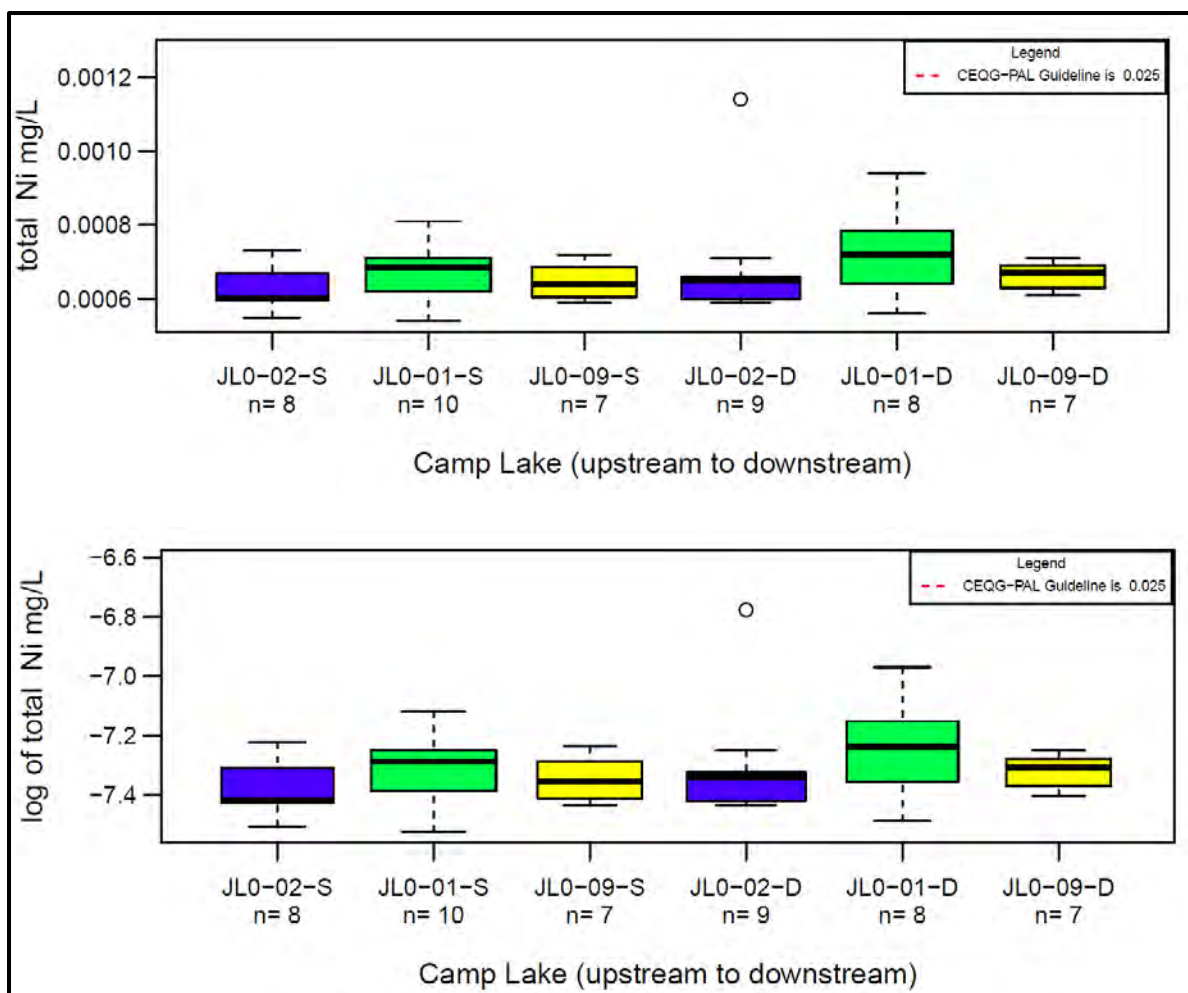 Legend
CEQG-PAL Guideline is 0.025
total Ni mg/L
0.0012
0.0010
0.0008
0.0006
JL0-02-S JL0-01-S JL0-09-S JL0-02-D JL0-01-D JL0-09-D
n= 8 n= 10 n= 7 n= 9 n= 8 n= 7
Camp Lake (upstream to downstream)
Legend
CEQG-PAL Guideline is 0.025
log of total Ni mg/L
-6.6
-6.8
-7.0
-7.2
-7.4
JL0-02-S JL0-01-S JL0-09-S JL0-02-D JL0-01-D JL0-09-D
n= 8 n= 10 n= 7 n= 9 n= 8 n= 7
Camp Lake (upstream to downstream)